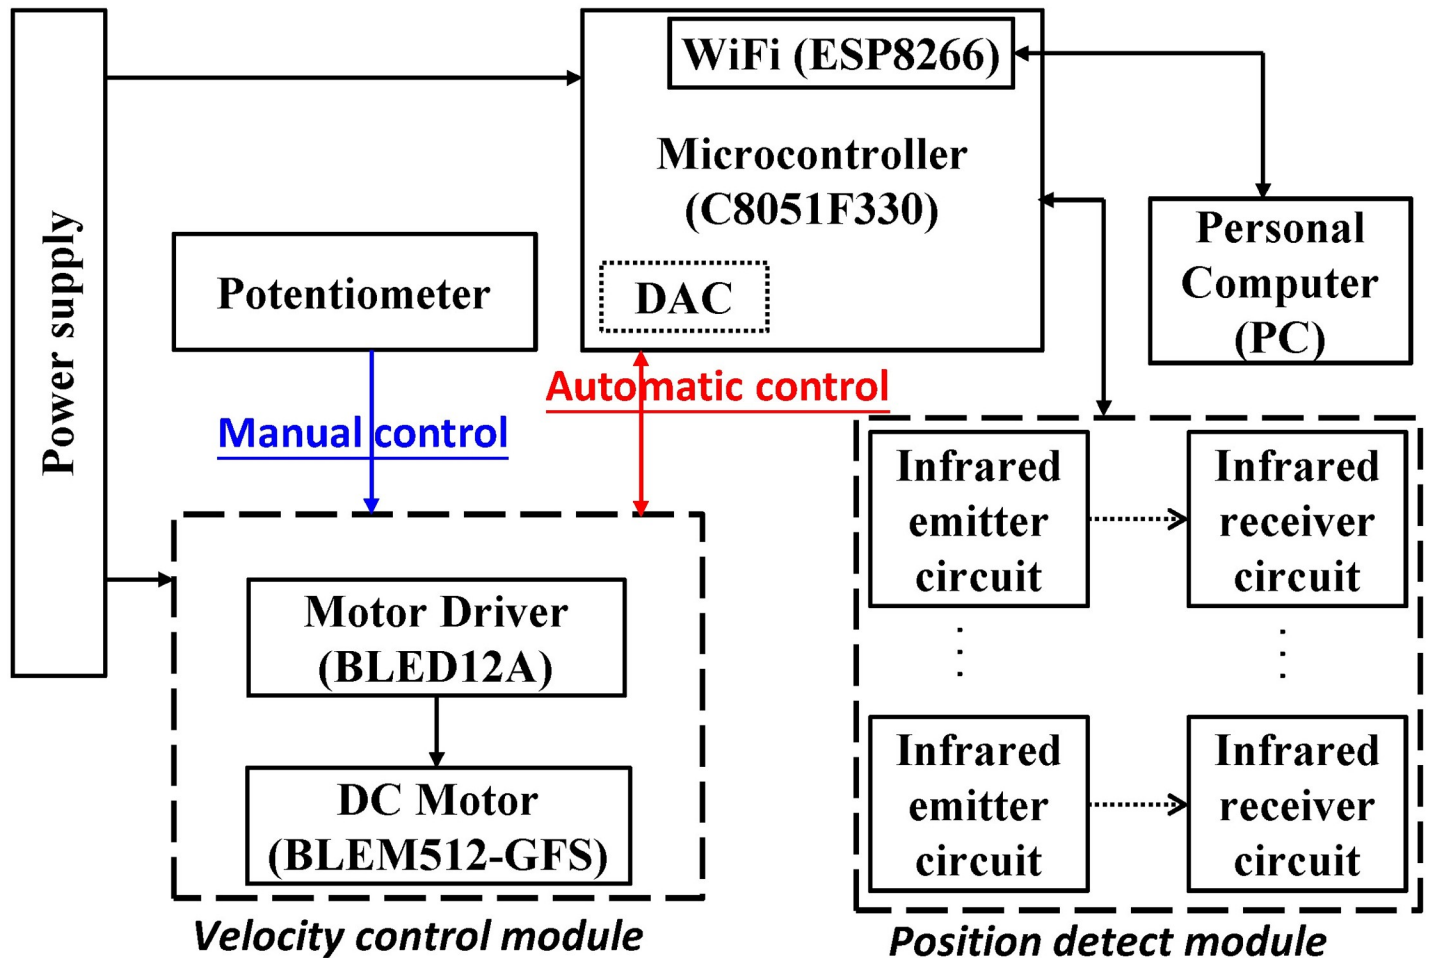 Power supply
WiFi (ESP8266)
Microcontroller
(C8051F330)
DAC
Potentiometer
Personal
Computer
(PC)
Manual control
Automatic control
Motor Driver
(BLED12A)
DC Motor
(BLEM512-GFS)
Velocity control module
Infrared
emitter
circuit
Infrared
receiver
circuit
Infrared
emitter
circuit
Infrared
receiver
circuit
Position detect module